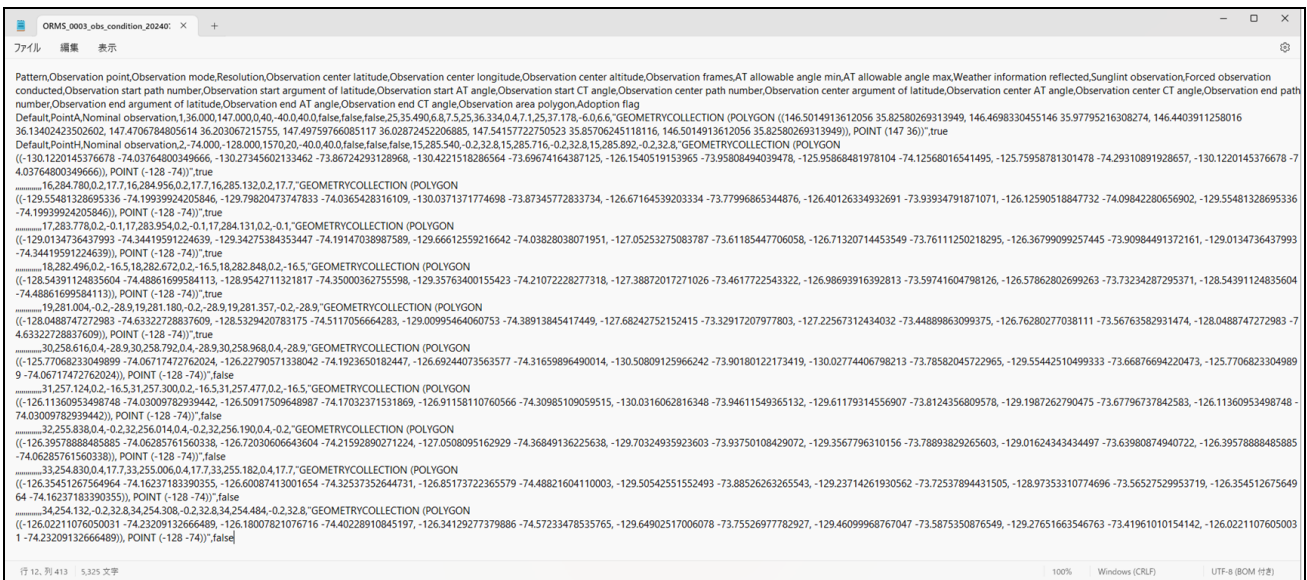 ORMS_0003_obs_condition_20240
ファイル 編集 表示
Pattern,Observation point,Observation mode,Resolution,Observation center latitude,Observation center longitude,Observation center altitude,Observation frames,AT allowable angle min,AT allowable angle max,Weather information reflected,Sunglint observation,Forced observation
conducted,Observation start path number,Observation start argument of latitude,Observation start AT angle,Observation start CT angle,Observation center path number,Observation center argument of latitude,Observation center AT angle,Observation center CT angle,Observation end path
number,Observation end argument of latitude,Observation end AT angle,Observation end CT angle,Observation area polygon,Adoption flag
Default,PointA,Nominal observation,1,36.000,147.000,0,40,-40.0,40.0,false,false,false,25,35.490,6.8,7.5,25,36.334,0.4,7.1,25,37.178,-6.0,6.6,"GEOMETRYCOLLECTION (POLYGON ((146.5014913612056 35.82580269313949, 146.4698330455146 35.97795216308274, 146.4403911258016
36.13402423502602, 147.4706784805614 36.203067215755, 147.49759766085117 36.02872452206885, 147.54157722750523 35.85706245118116, 146.5014913612056 35.82580269313949)), POINT (147 36))",true
Default,PointH,Nominal observation,2,-74.000,-128.000,1570,20,-40.0,40.0,false,false,false,15,285.540,-0.2,32.8,15,285.716,-0.2,32.8,15,285.892,-0.2,32.8,"GEOMETRYCOLLECTION (POLYGON
((-130.1220145376678 -74.03764800349666, -130.27345602133462 -73.86724293128968, -130.4221518286564 -73.69674164387125, -126.1540519153965 -73.95808494039478, -125.95868481978104 -74.12568016541495, -125.75958781301478 -74.29310891928657, -130.1220145376678 -7
4.03764800349666)), POINT (-128 -74))",true
,,,,,,,,,,,,,16,284.780,0.2,17.7,16,284.956,0.2,17.7,16,285.132,0.2,17.7,"GEOMETRYCOLLECTION (POLYGON
((-129.55481328695336 -74.19939924205846, -129.79820473747833 -74.0365428316109, -130.0371371774698 -73.87345772833734, -126.67164539203334 -73.77996865344876, -126.40126334932691 -73.93934791871071, -126.12590518847732 -74.09842280656902, -129.55481328695336
-74.19939924205846)), POINT (-128 -74))",true
,,,,,,,,,,,,,17,283.778,0.2,-0.1,17,283.954,0.2,-0.1,17,284.131,0.2,-0.1,"GEOMETRYCOLLECTION (POLYGON
((-129.0134736437993 -74.34419591224639, -129.34275384353447 -74.19147038987589, -129.66612559216642 -74.03828038071951, -127.05253275083787 -73.61185447706058, -126.71320714453549 -73.76111250218295, -126.36799099257445 -73.90984491372161, -129.0134736437993
-74.34419591224639)), POINT (-128 -74))",true
,,,,,,,,,,,,,18,282.496,0.2,-16.5,18,282.672,0.2,-16.5,18,282.848,0.2,-16.5,"GEOMETRYCOLLECTION (POLYGON
((-128.54391124835604 -74.48861699584113, -128.9542711321817 -74.35000362755598, -129.3576340015​5423 -74.21072228277318, -127.38872017271026 -73.4617722543322, -126.98693916392813 -73.59741604798126, -126.57862802699263 -73.7323428729537​1, -128.54391124835604
-74.48861699584113)), POINT (-128 -74))",true
,,,,,,,,,,,,,19,281.004,-0.2,-28.9,19,281.180,-0.2,-28.9,19,281.357,-0.2,-28.9,"GEOMETRYCOLLECTION (POLYGON
((-128.0488747272983 -74.63322728837609, -128.5329420783175 -74.5117056664283, -129.00995464060753 -74.38913845417449, -127.68242752152415 -73.32917207977803, -127.22567312434032 -73.44889863099375, -126.76280277038111 -73.56763582931474, -128.0488747272983 -7
4.63322728837609)), POINT (-128 -74))",true
,,,,,,,,,,,,,30,258.616,0.4,-28.9,30,258.792,0.4,-28.9,30,258.968,0.4,-28.9,"GEOMETRYCOLLECTION (POLYGON
((-125.77068233049899 -74.06717472762024, -126.22790571338042 -74.1923650182447, -126.69244073563577 -74.31659896490014, -130.50809125966242 -73.90180122173419, -130.02774406798213 -73.78582045722965, -129.55442510499333 -73.66876694220473, -125.7706823304989
9 -74.06717472762024)), POINT (-128 -74))",false
,,,,,,,,,,,,,31,257.124,0.2,-16.5,31,257.300,0.2,-16.5,31,257.477,0.2,-16.5,"GEOMETRYCOLLECTION (POLYGON
((-126.11360953498748 -74.03009782939442, -126.50917509648987 -74.17032371531869, -126.91158110760566 -74.30985109059515, -130.0316062816348 -73.94611549365132, -129.61179314556907 -73.8124356809578, -129.1987262790475 -73.67796737842583, -126.11360953498748 -
74.03009782939442)), POINT (-128 -74))",false
,,,,,,,,,,,,,32,255.838,0.4,-0.2,32,256.014,0.4,-0.2,32,256.190,0.4,-0.2,"GEOMETRYCOLLECTION (POLYGON
((-126.39578888485885 -74.06285761560338, -126.72030606643604 -74.21592890271224, -127.0508095162929 -74.36849136225638, -129.70324935923603 -73.93750108429072, -129.3567796310156 -73.78893829265603, -129.01624343434497 -73.63980874940722, -126.39578888485885
-74.06285761560338)), POINT (-128 -74))",false
,,,,,,,,,,,,,33,254.830,0.4,17.7,33,255.006,0.4,17.7,33,255.182,0.4,17.7,"GEOMETRYCOLLECTION (POLYGON
((-126.35451267564964 -74.16237183390355, -126.60087413001654 -74.32537352644731, -126.85173722365579 -74.48821604110003, -129.50542551552493 -73.88526263265543, -129.23714261930562 -73.72537894431505, -128.97353310774696 -73.56527529953719, -126.354512675649
64 -74.16237183390355)), POINT (-128 -74))",false
,,,,,,,,,,,,,34,254.132,-0.2,32.8,34,254.308,-0.2,32.8,34,254.484,-0.2,32.8,"GEOMETRYCOLLECTION (POLYGON
((-126.02211076050031 -74.23209132666489, -126.18007821076716 -74.40228910845197, -126.34129277379886 -74.57233478535765, -129.64902517006078 -73.75526977782927, -129.46099968767047 -73.5875350876549, -129.27651663546763 -73.41961010154142, -126.0221107605003
1 -74.23209132666489)), POINT (-128 -74))",false
行 12、列 413 5,325 文字 100% Windows (CRLF) UTF-8 (BOM 付き)